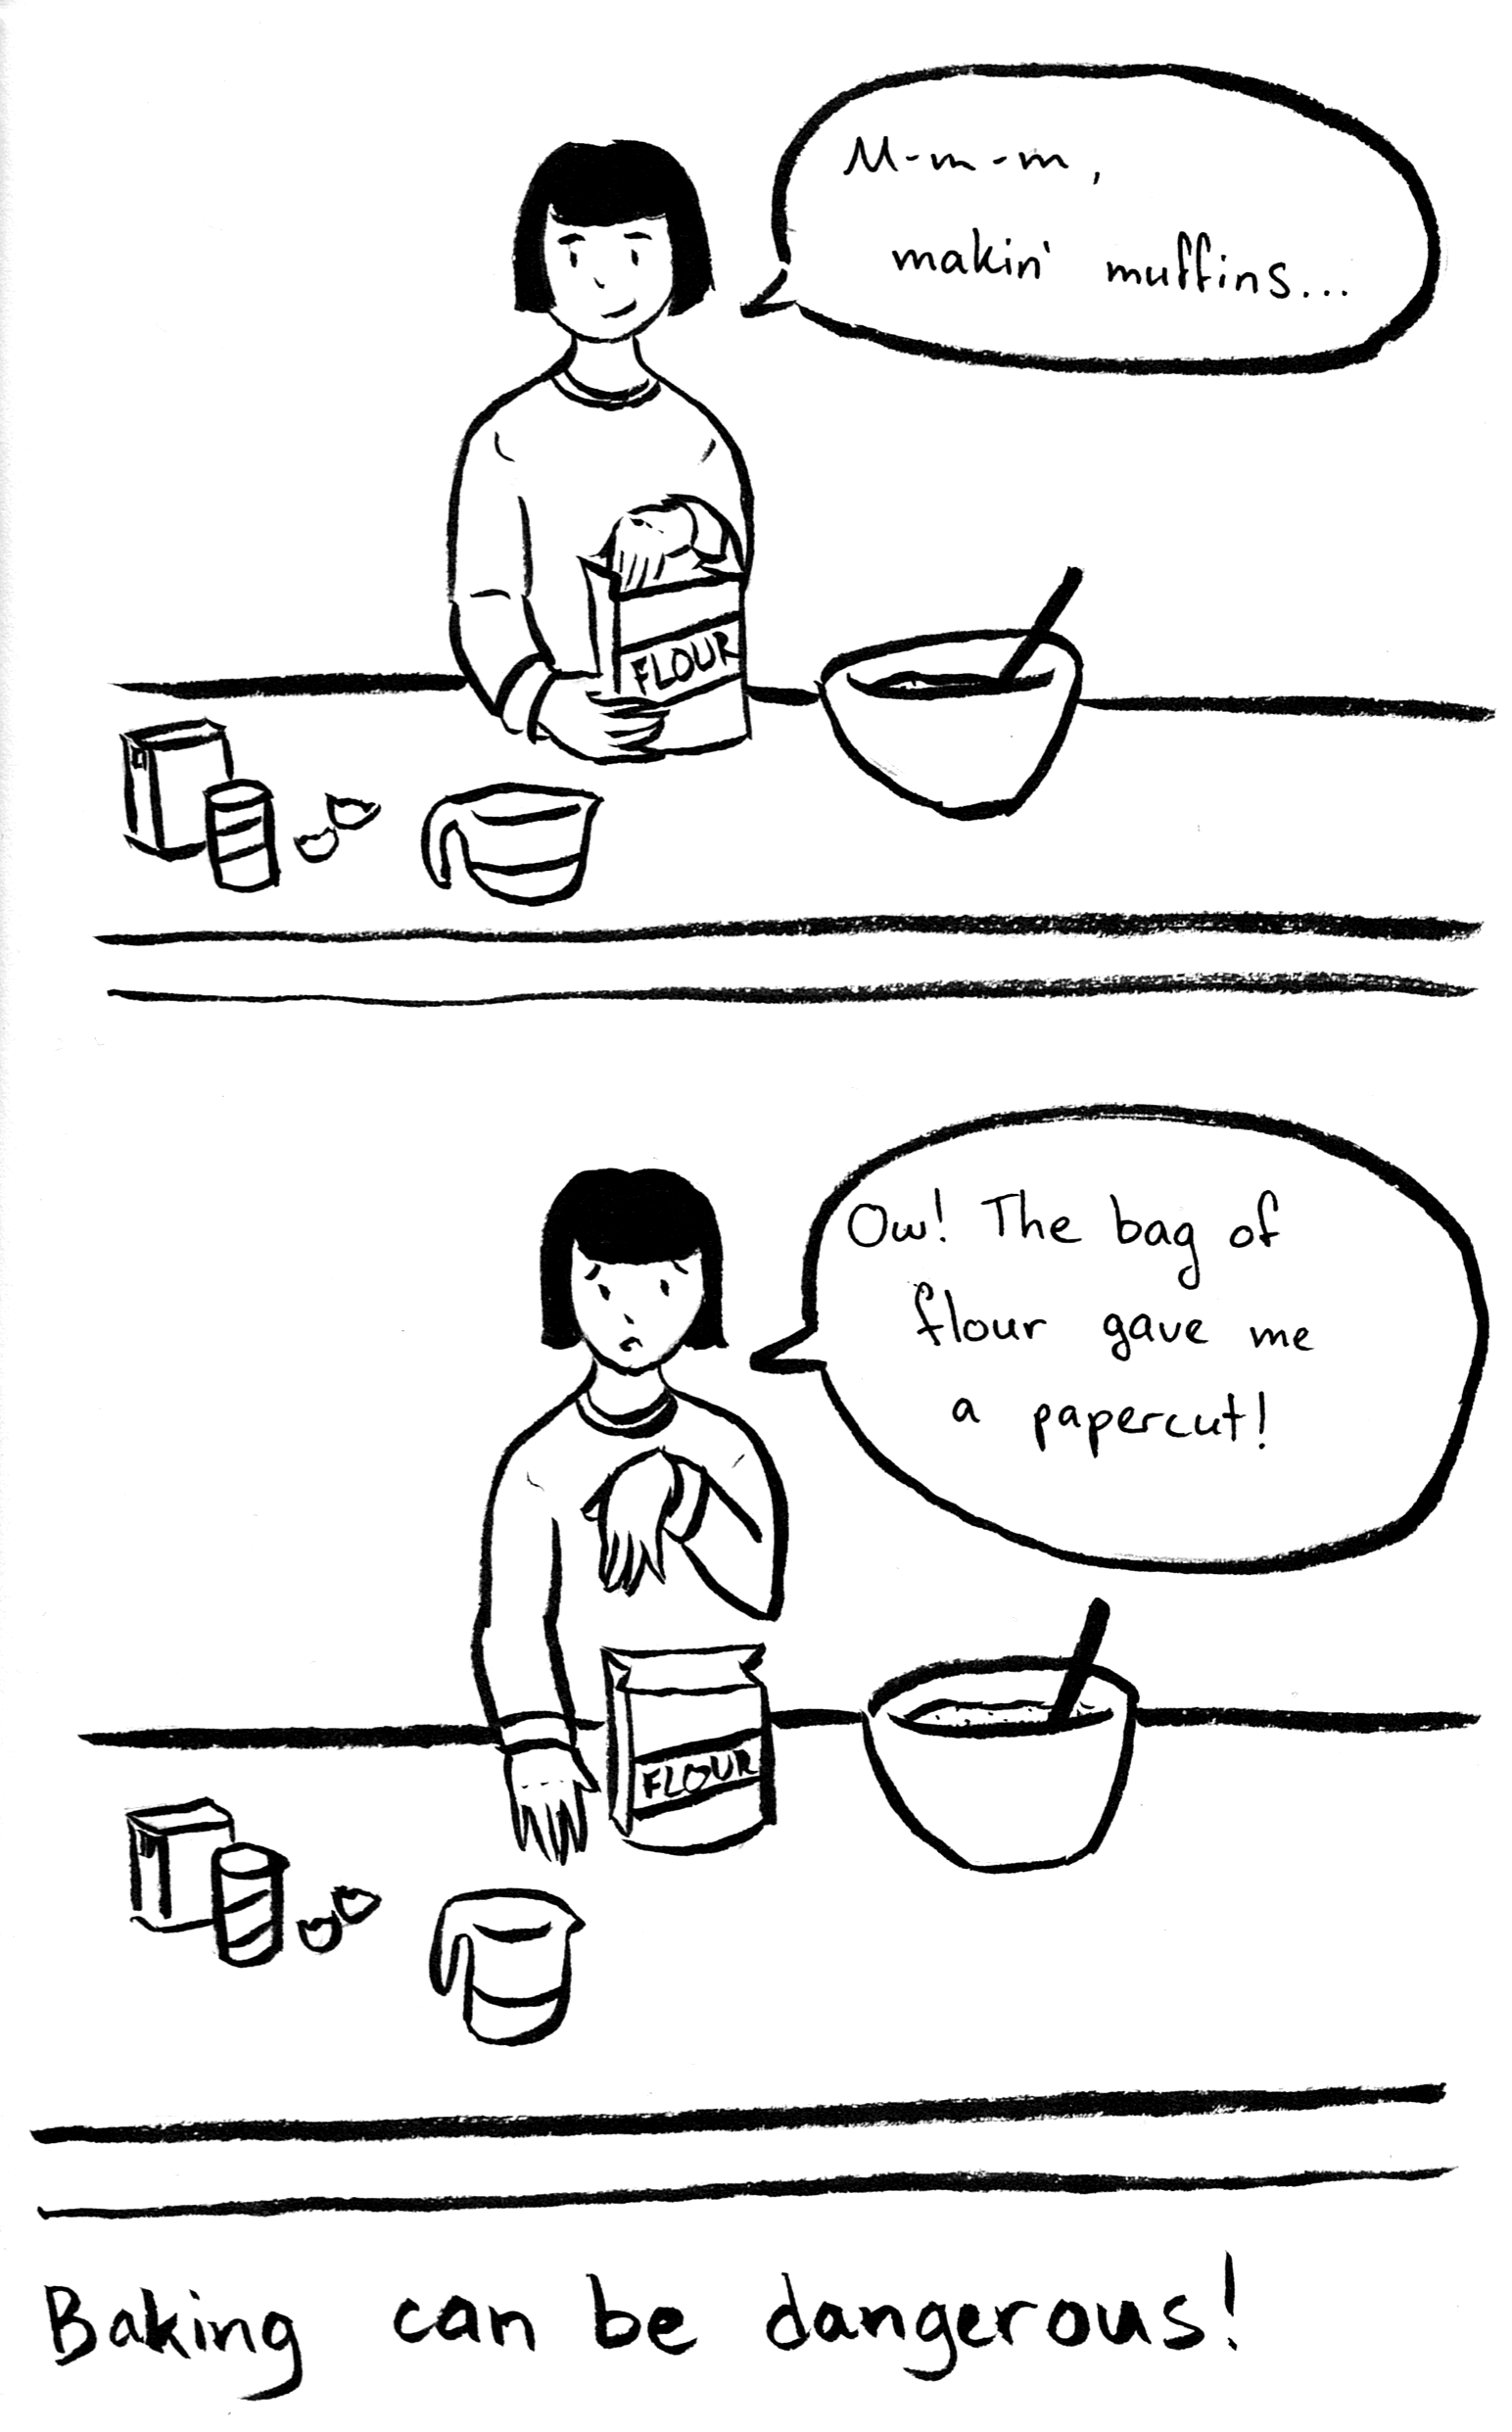 M-m-m,
makin' muffins...
FLOUR
Ow! The bag of
flour gave me
a papercut!
FLOUR
Baking can be dangerous!